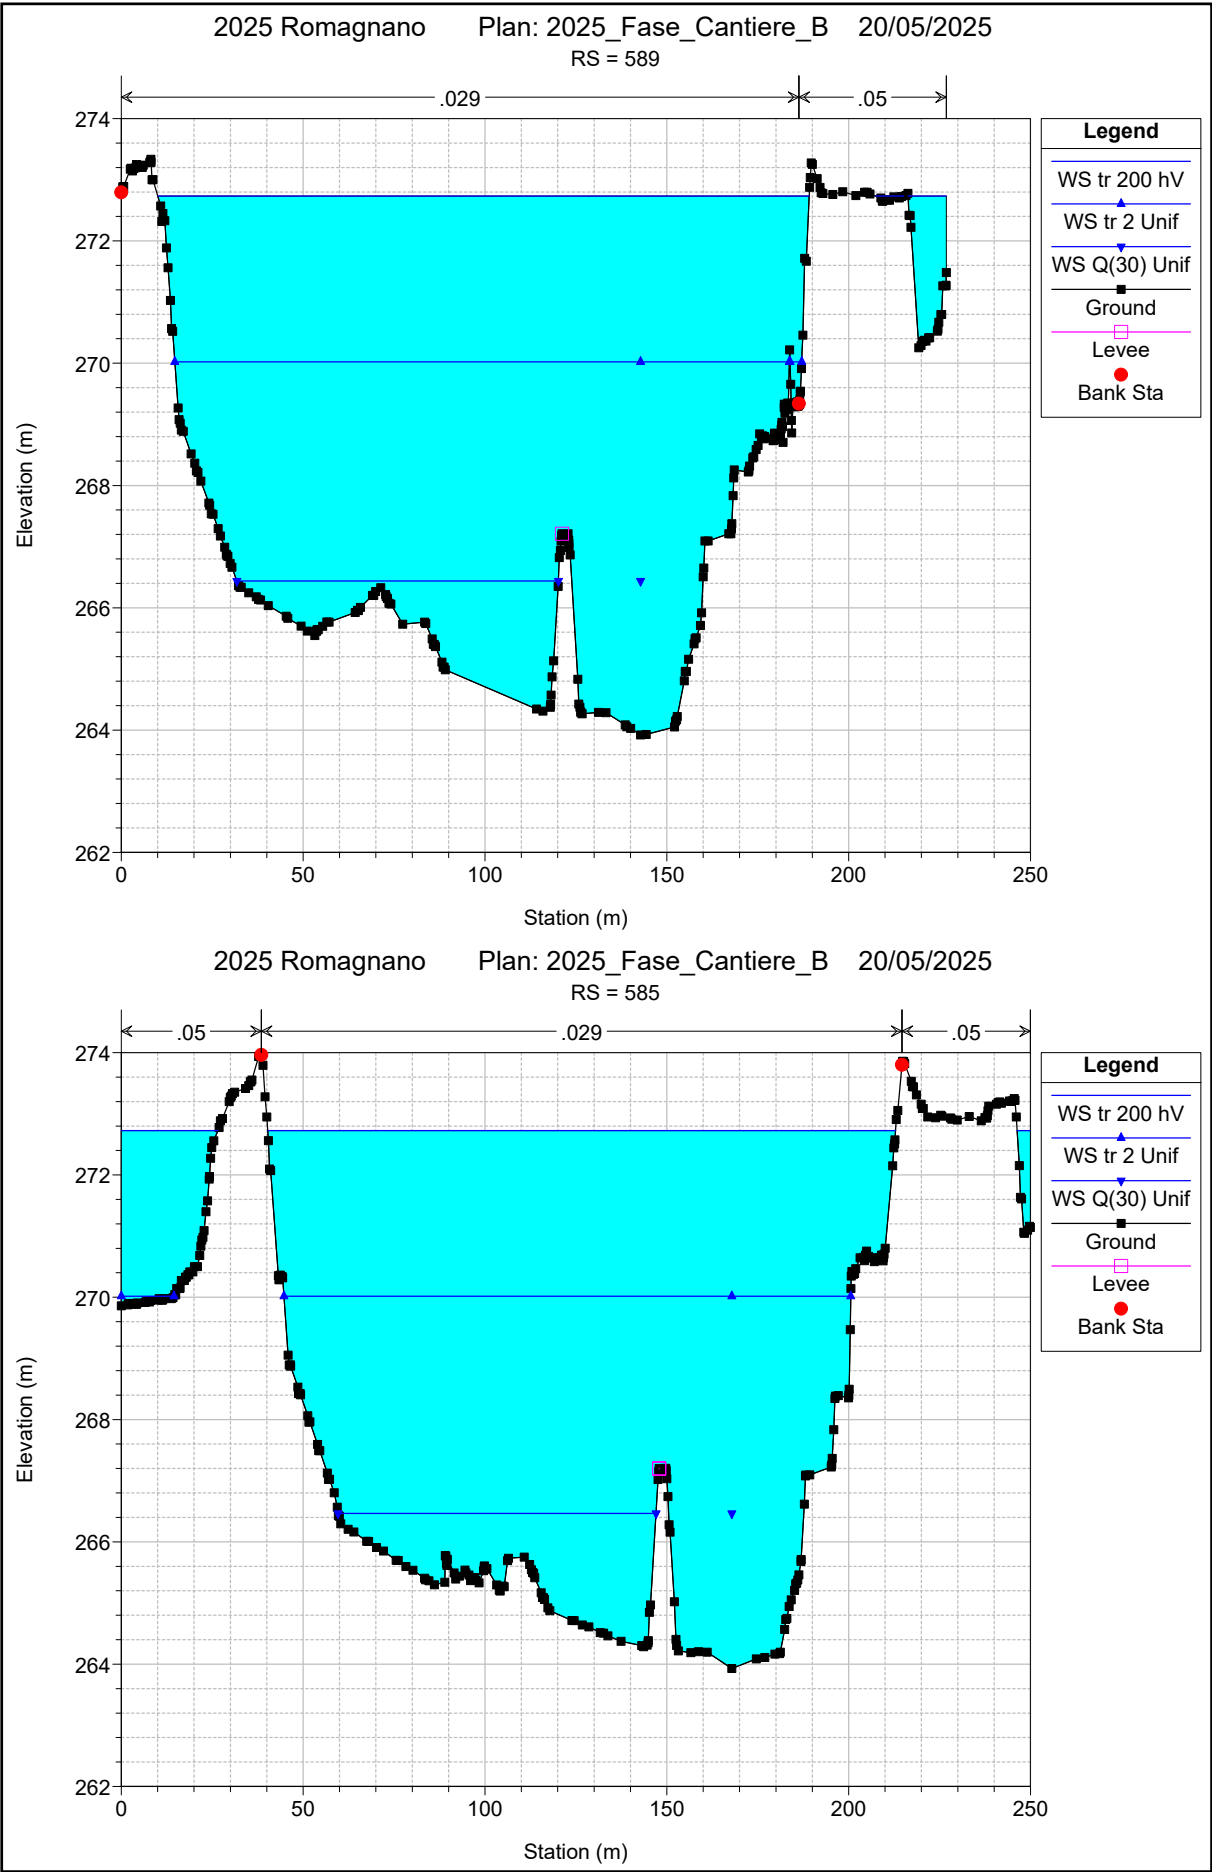 2025 Romagnano Plan: 2025_Fase_Cantiere_B 20/05/2025
RS = 589
.029 .05
Legend
WS tr 200 hV
WS tr 2 Unif
WS Q(30) Unif
Ground
Levee
Bank Sta
274
272
270
268
266
264
262
Elevation (m)
0 50 100 150 200 250
Station (m)
2025 Romagnano Plan: 2025_Fase_Cantiere_B 20/05/2025
RS = 585
.05 .029 .05
Legend
WS tr 200 hV
WS tr 2 Unif
WS Q(30) Unif
Ground
Levee
Bank Sta
274
272
270
268
266
264
262
Elevation (m)
0 50 100 150 200 250
Station (m)